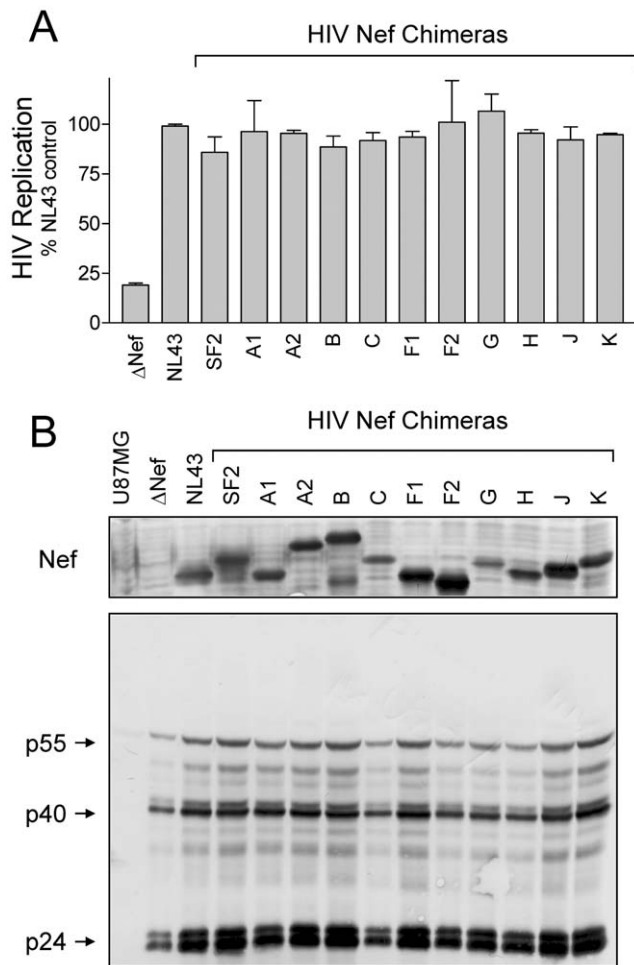 A
HIV Nef Chimeras
HIV Replication
% NL43 control
100
75
50
25
0
ΔNef
NL43
SF2
A1
A2
B
C
F1
F2
G
H
J
K
B
HIV Nef Chimeras
U87MG
ΔNef
NL43
SF2
A1
A2
B
C
F1
F2
G
H
J
K
Nef
p55
p40
p24